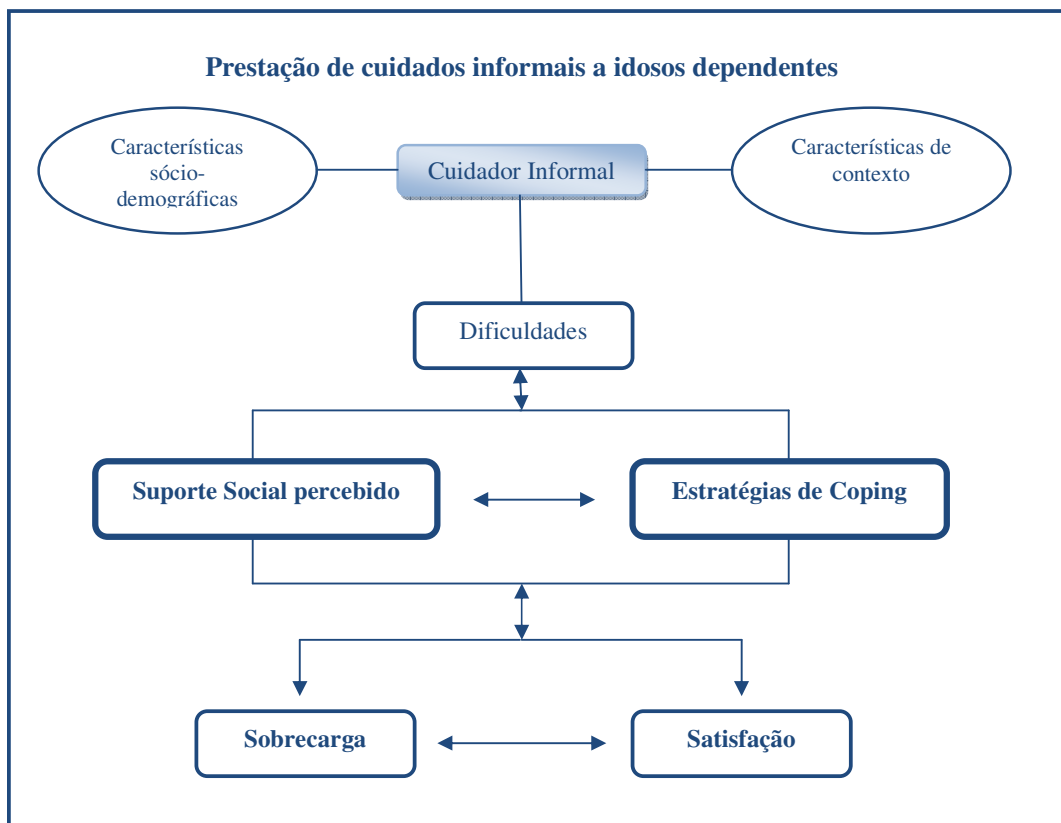 Prestação de cuidados informais a idosos dependentes
Características
sócio-
demográficas
Cuidador Informal
Características de
contexto
Dificuldades
Suporte Social percebido
Estratégias de Coping
Sobrecarga
Satisfação